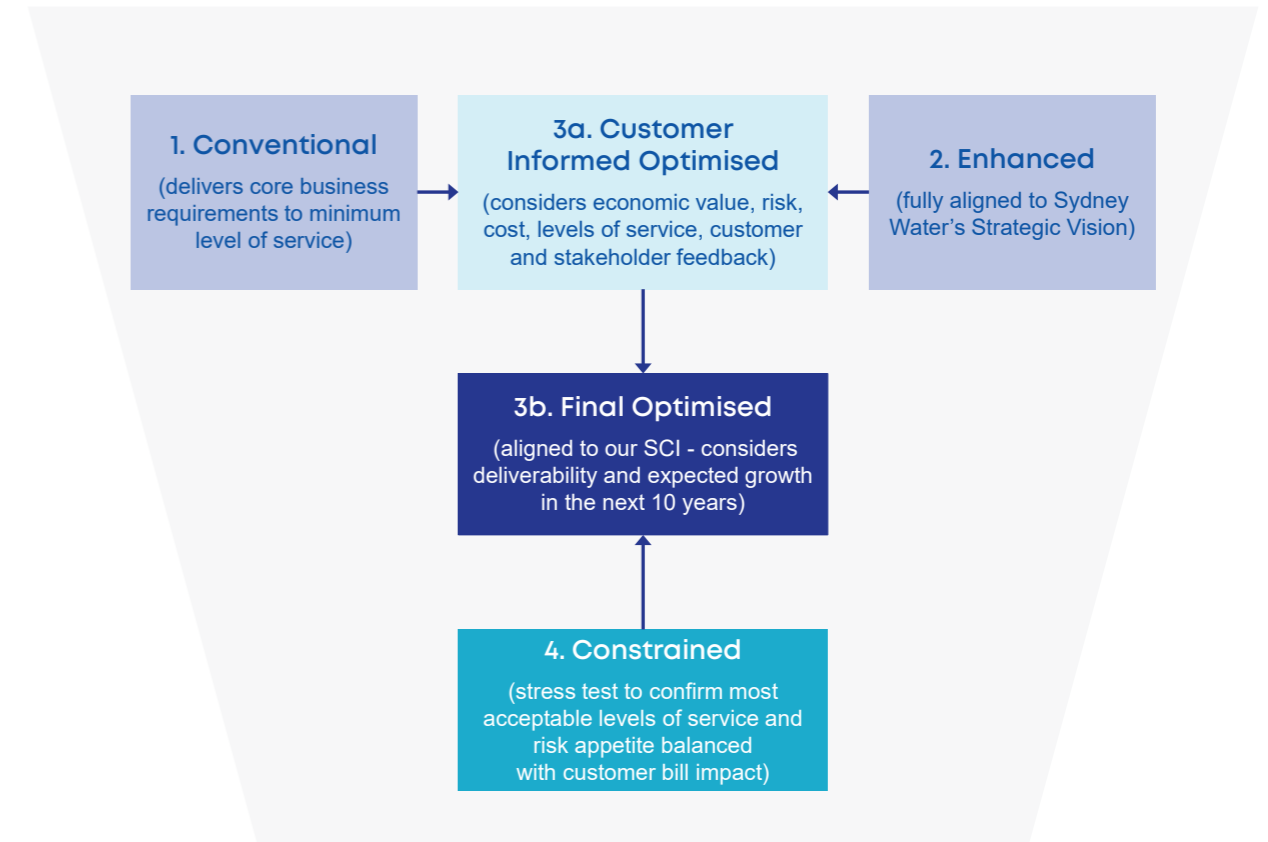 1. Conventional
(delivers core business
requirements to minimum
level of service)
3a. Customer
Informed Optimised
(considers economic value, risk,
cost, levels of service, customer
and stakeholder feedback)
2. Enhanced
(fully aligned to Sydney
Water’s Strategic Vision)
3b. Final Optimised
(aligned to our SCI - considers
deliverability and expected growth
in the next 10 years)
4. Constrained
(stress test to confirm most
acceptable levels of service and
risk appetite balanced
with customer bill impact)